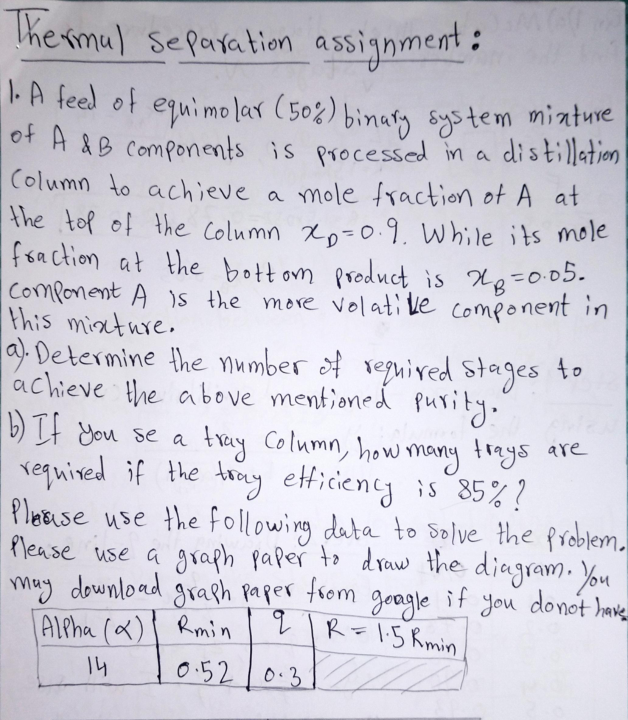 Thermal separation assignment:
1. A feed of equimolar (50%) binary system mixture
of A & B components is processed in a distillation
Column to achieve a mole fraction of A at
the top of the Column x_D=0.9. While its mole
fraction at the bottom product is x_B=0.05.
Component A is the more volatile component in
this mixture.
a). Determine the number of required stages to
achieve the above mentioned purity.
b) If you se a tray Column, how many trays are
required if the tray efficiency is 85%?
Please use the following data to solve the problem.
Please use a graph paper to draw the diagram. You
may download graph paper from google if you donot have
Alpha (α) Rmin q R = 1.5 Rmin
14 0.52 0.3